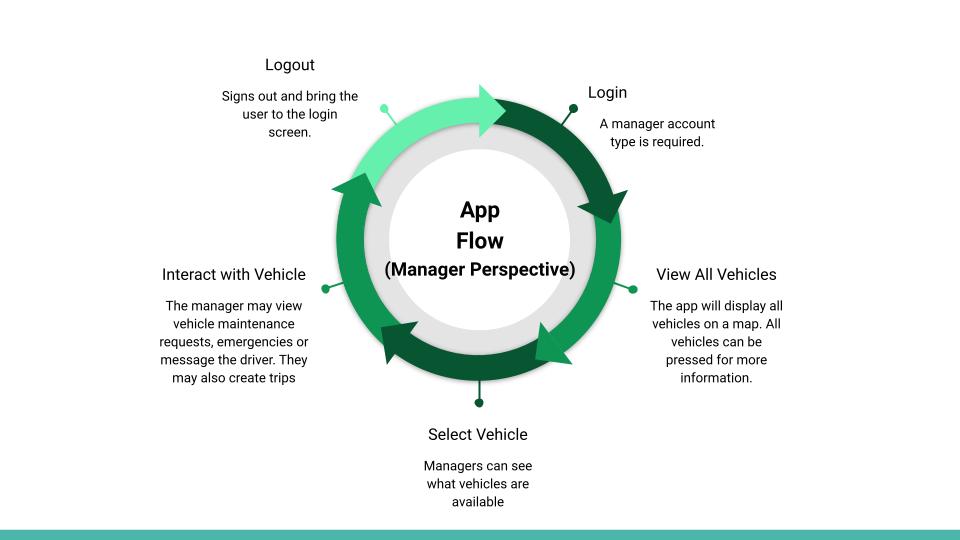 App
Flow
(Manager Perspective)
Login
A manager account
type is required.
View All Vehicles
The app will display all
vehicles on a map. All
vehicles can be
pressed for more
information.
Select Vehicle
Managers can see
what vehicles are
available
Interact with Vehicle
The manager may view
vehicle maintenance
requests, emergencies or
message the driver. They
may also create trips
Logout
Signs out and bring the
user to the login
screen.